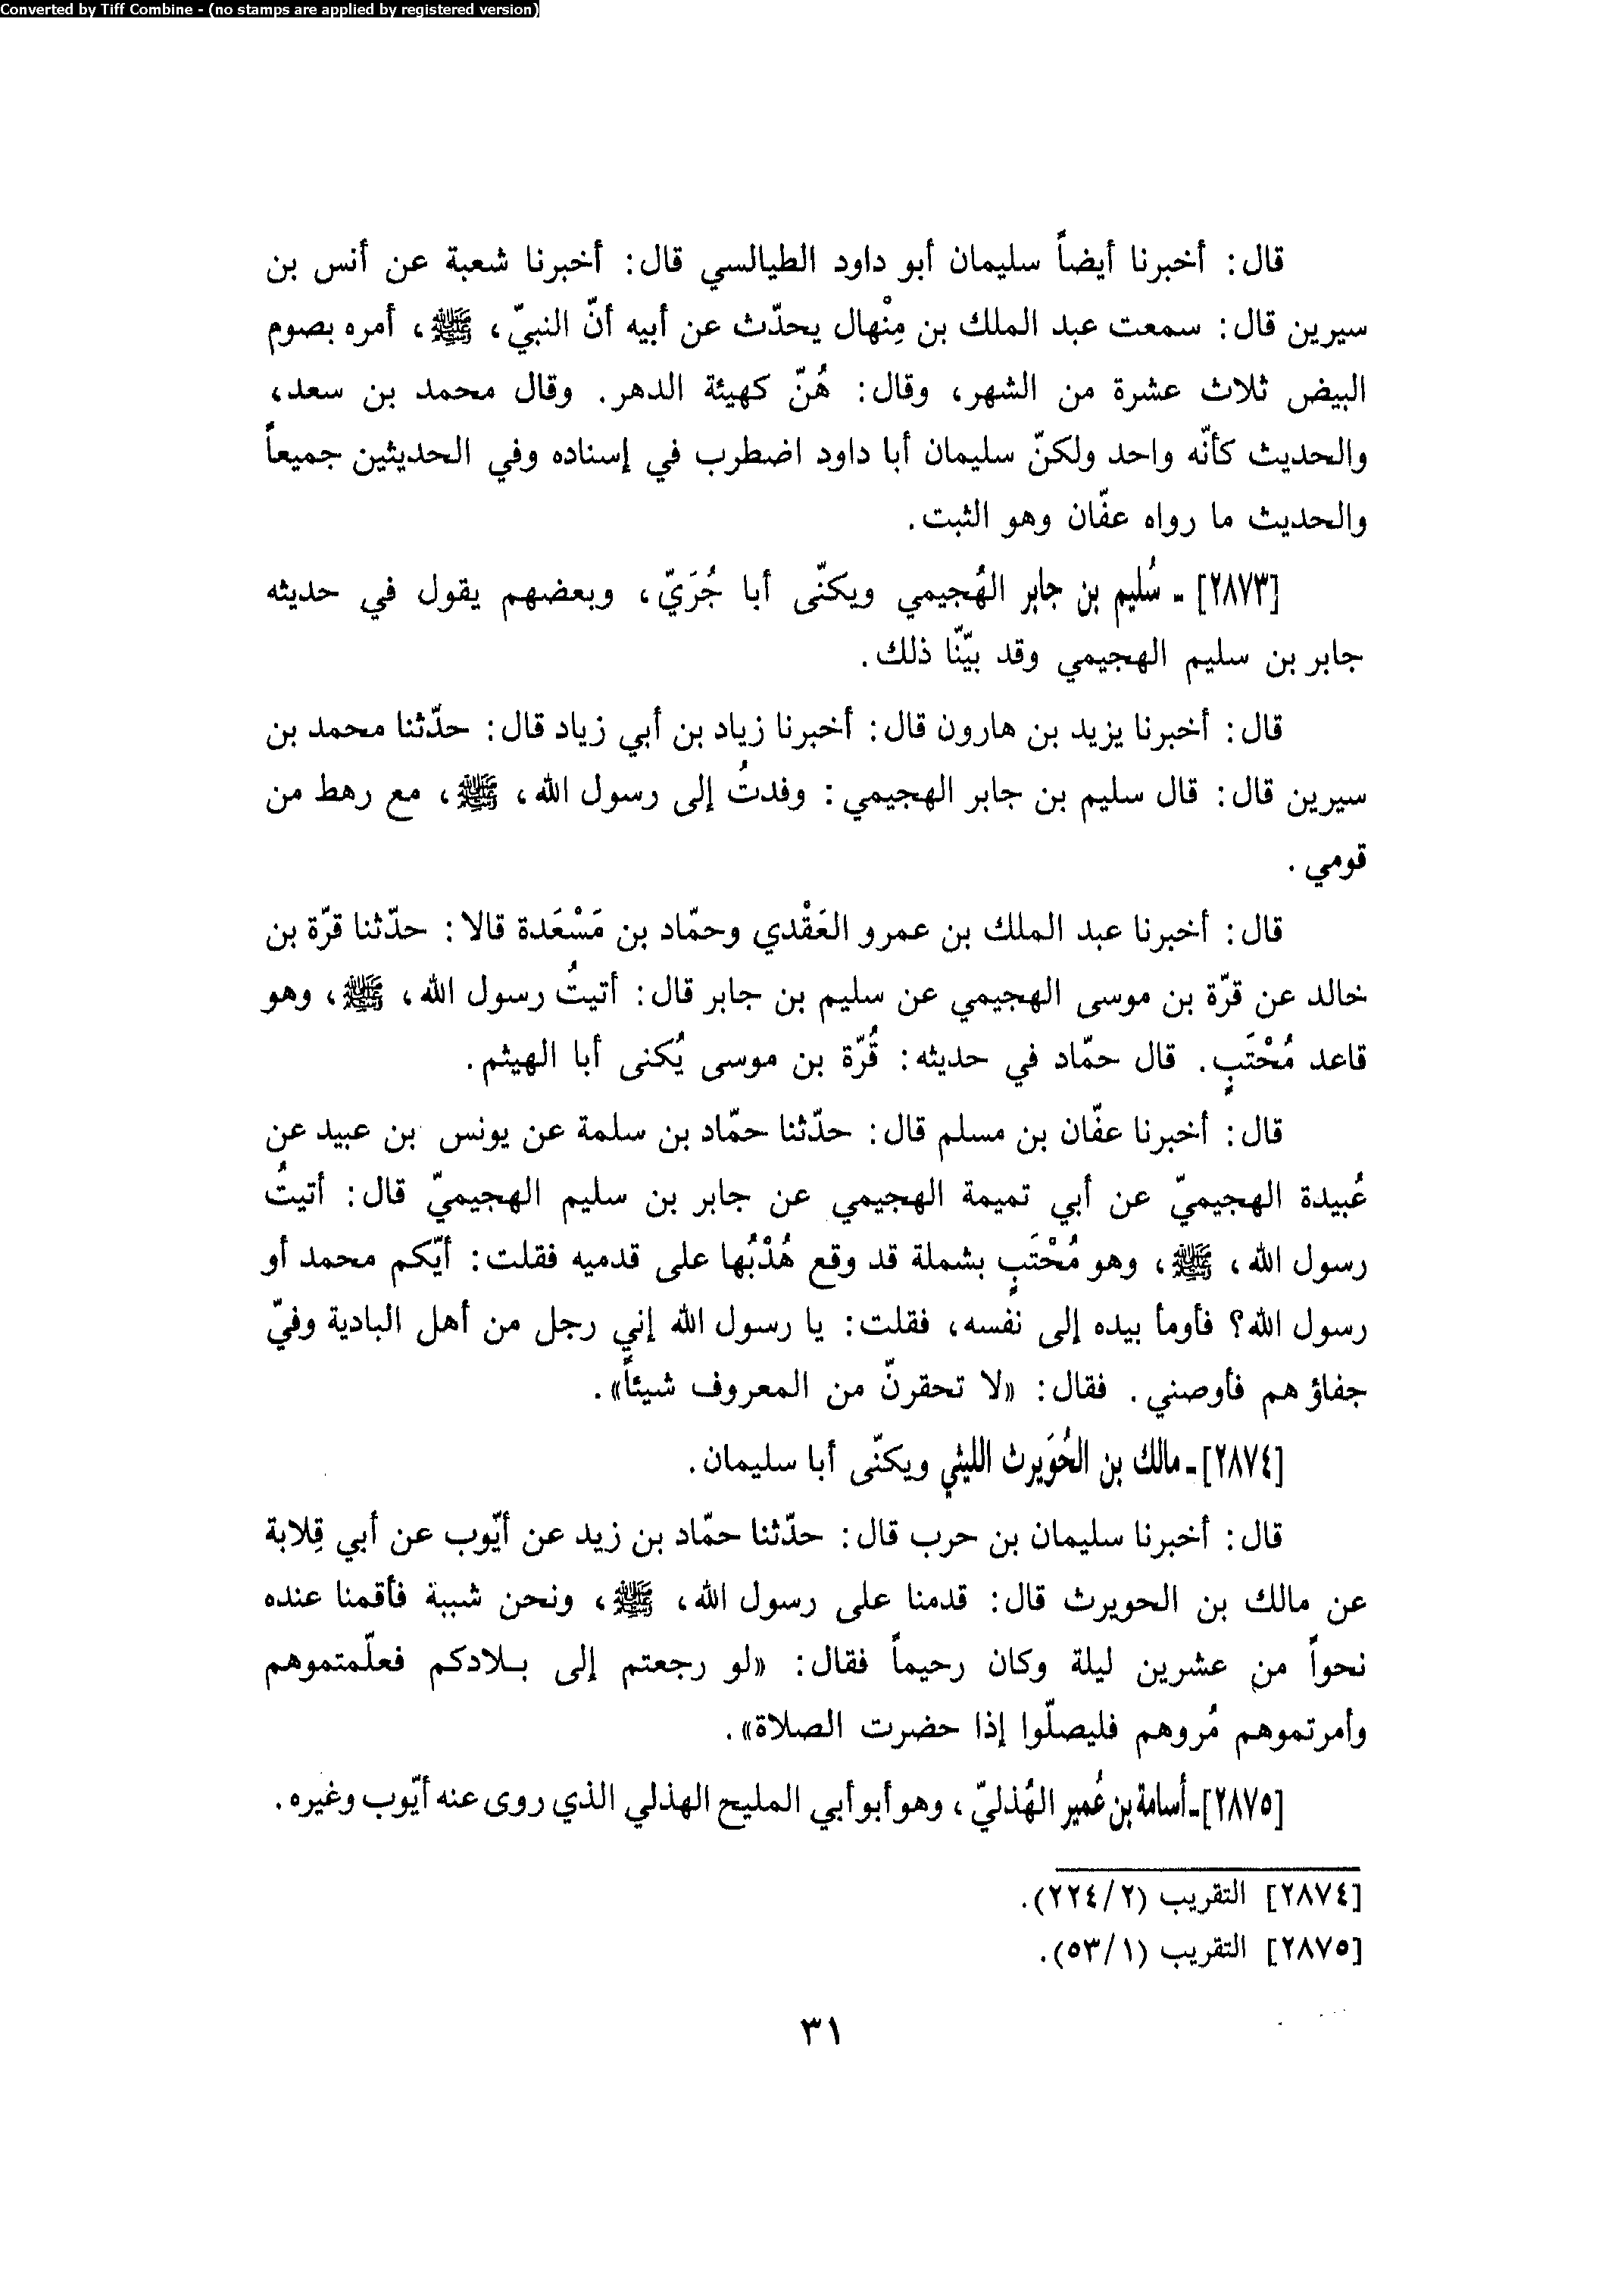 Converted by Tiff Combine - (no stamps are applied by registered version)
قال: أخبرنا أيضاً سليمان أبو داود الطيالسي قال: أخبرنا شعبة عن أنس بن
سيرين قال: سمعت عبد الملك بن مِنْهال يحدّث عن أبيه أنّ النبيّ، ﷺ، أمره بصوم
البيض ثلاث عشرة من الشهر، وقال: هُنّ كهيئة الدهر. وقال محمد بن سعد،
والحديث كأنّه واحد ولكنّ سليمان أبا داود اضطرب في إسناده وفي الحديثين جميعاً
والحديث ما رواه عفّان وهو الثبت.
[٢٨٧٣] - سُليم بن جابر الهُجيمي ويكنّى أبا جُرَيّ، وبعضهم يقول في حديثه
جابر بن سليم الهجيمي وقد بيّنّا ذلك.
قال: أخبرنا يزيد بن هارون قال: أخبرنا زياد بن أبي زياد قال: حدّثنا محمد بن
سيرين قال: قال سليم بن جابر الهجيمي: وفدتُ إلى رسول الله، ﷺ، مع رهط من
قومي.
قال: أخبرنا عبد الملك بن عمرو العَقْدي وحمّاد بن مَسْعَدة قالا: حدّثنا قرّة بن
خالد عن قرّة بن موسى الهجيمي عن سليم بن جابر قال: أتيتُ رسول الله، ﷺ، وهو
قاعد مُحْتَبٍ. قال حمّاد في حديثه: قُرّة بن موسى يُكنى أبا الهيثم.
قال: أخبرنا عفّان بن مسلم قال: حدّثنا حمّاد بن سلمة عن يونس بن عبيد عن
عُبيدة الهجيميّ عن أبي تميمة الهجيمي عن جابر بن سليم الهجيميّ قال: أتيتُ
رسول الله، ﷺ، وهو مُحْتَبٍ بشملة قد وقع هُدْبُها على قدميه فقلت: أيّكم محمد أو
رسول الله؟ فأومأ بيده إلى نفسه، فقلت: يا رسول الله إني رجل من أهل البادية وفيّ
جفاؤهم فأوصني. فقال: «لا تحقرنّ من المعروف شيئاً».
[٢٨٧٤] - مالك بن الحُوَيرث الليثي ويكنّى أبا سليمان.
قال: أخبرنا سليمان بن حرب قال: حدّثنا حمّاد بن زيد عن أيّوب عن أبي قِلابة
عن مالك بن الحويرث قال: قدمنا على رسول الله، ﷺ، ونحن شببة فأقمنا عنده
نحواً من عشرين ليلة وكان رحيماً فقال: «لو رجعتم إلى بلادكم فعلّمتموهم
وأمرتموهم مُروهم فليصلّوا إذا حضرت الصلاة».
[٢٨٧٥] - أسامة بن عُمير الهُذليّ، وهو أبو أبي المليح الهذلي الذي روى عنه أيّوب وغيره.
[٢٨٧٤] التقريب (٢/٢٢٤).
[٢٨٧٥] التقريب (١/٥٣).
٣١